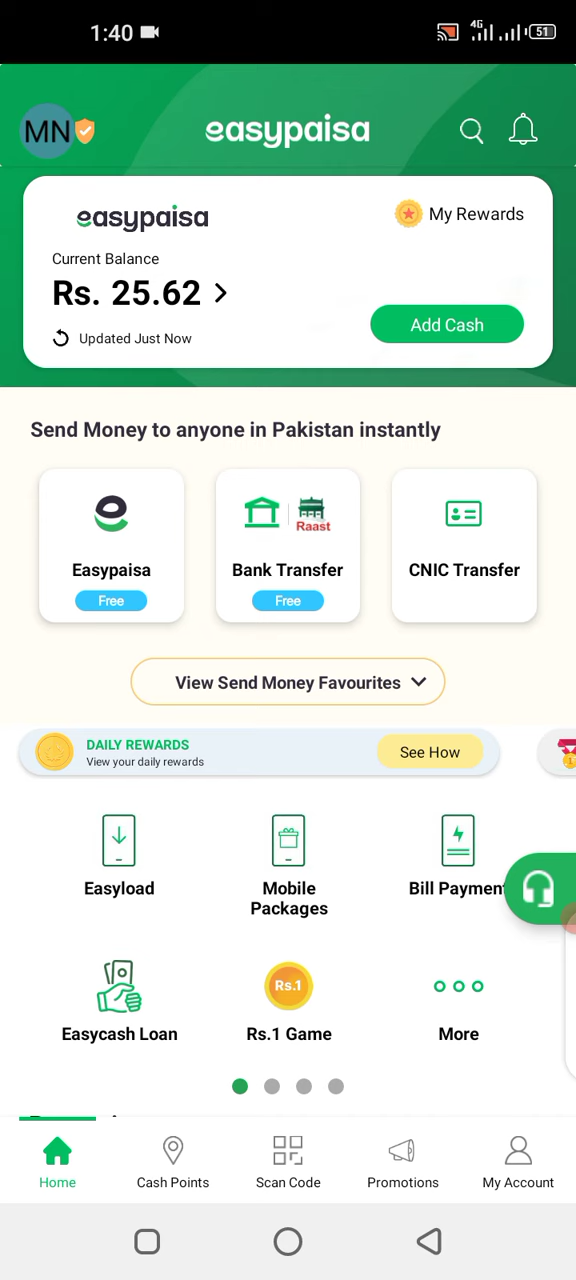 1:40
4G
51
MN
easypaisa
easypaisa
My Rewards
Current Balance
Rs. 25.62
Updated Just Now
Add Cash
Send Money to anyone in Pakistan instantly
Raast
Easypaisa
Bank Transfer
CNIC Transfer
Free
Free
View Send Money Favourites
DAILY REWARDS
View your daily rewards
See How
Easyload
Mobile
Packages
Bill Payment
Rs.1
Easycash Loan
Rs.1 Game
More
Home
Cash Points
Scan Code
Promotions
My Account